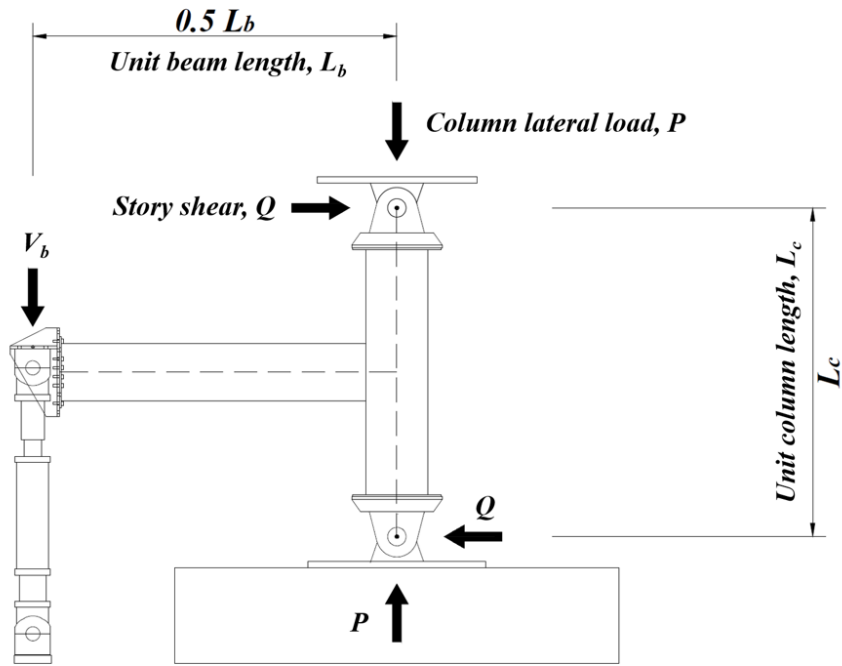 0.5 Lb
Unit beam length, Lb
Column lateral load, P
Story shear, Q
Vb
Unit column length, Lc
Lc
Q
P